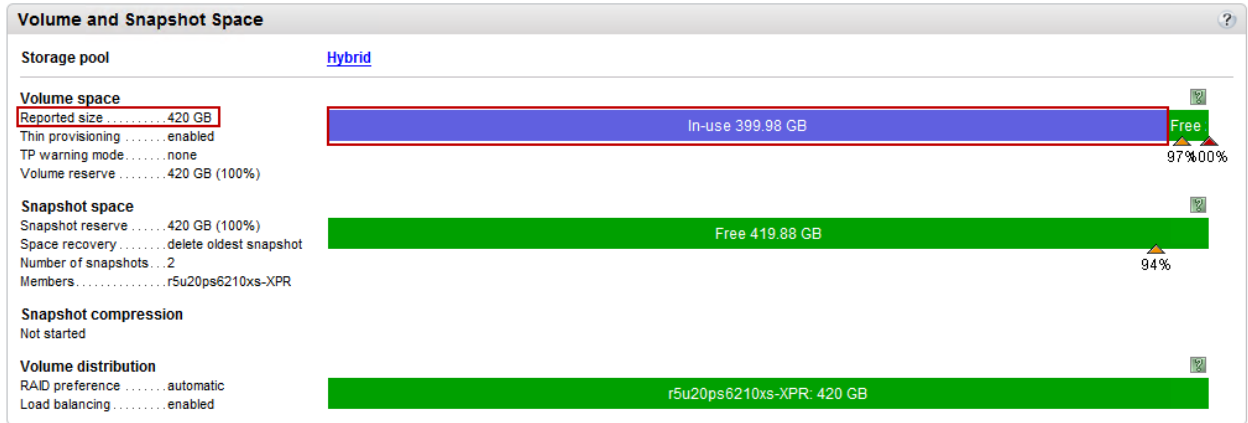 Volume and Snapshot Space
?
Storage pool Hybrid
Volume space
?
Reported size ..........420 GB
In-use 399.98 GB
Free
Thin provisioning .......enabled
TP warning mode.......none
97%
100%
Volume reserve ........420 GB (100%)
Snapshot space
?
Snapshot reserve ......420 GB (100%)
Free 419.88 GB
Space recovery........delete oldest snapshot
Number of snapshots...2
94%
Members...............r5u20ps6210xs-XPR
Snapshot compression
Not started
Volume distribution
?
RAID preference .......automatic
r5u20ps6210xs-XPR: 420 GB
Load balancing.........enabled